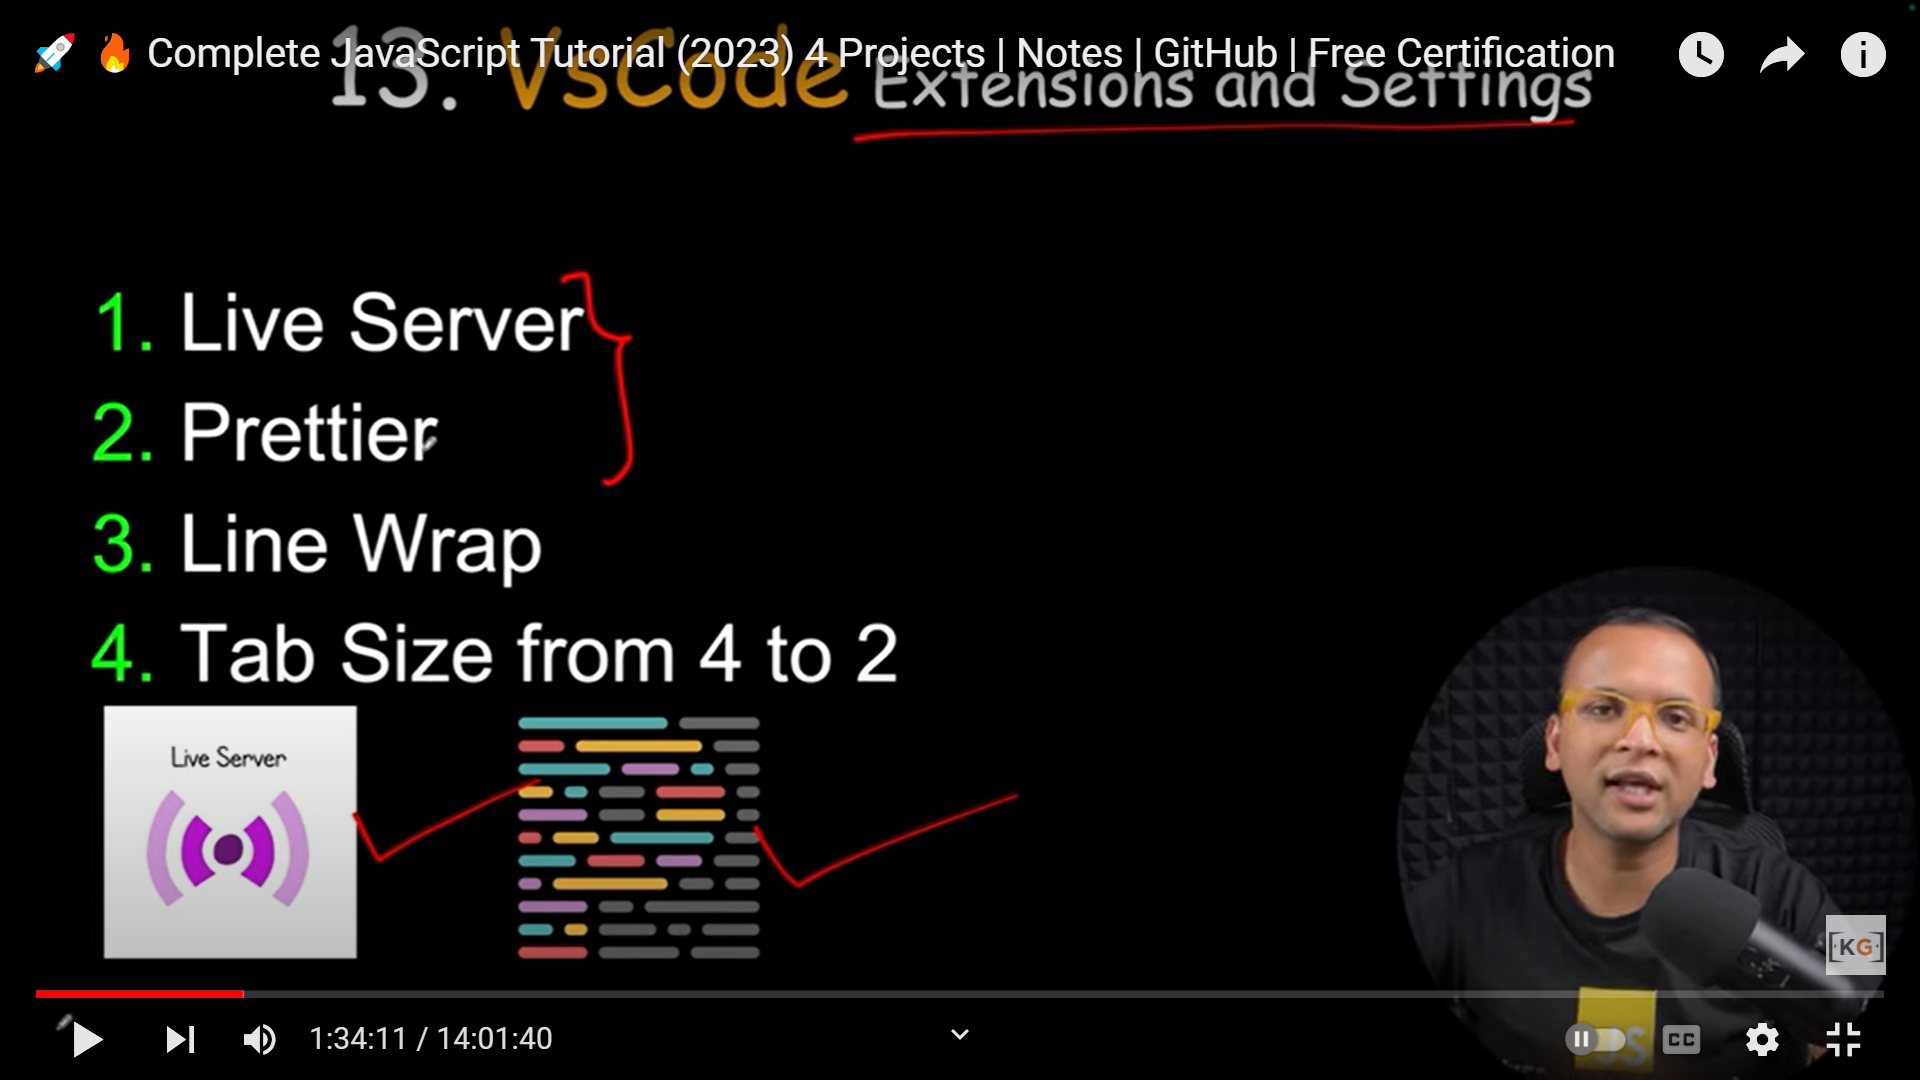 🚀 🔥 Complete JavaScript Tutorial (2023) 4 Projects | Notes | GitHub | Free Certification
13. VsCode Extensions and Settings
1. Live Server
2. Prettier
3. Line Wrap
4. Tab Size from 4 to 2
Live Server
[KG]
JS
1:34:11 / 14:01:40
CC